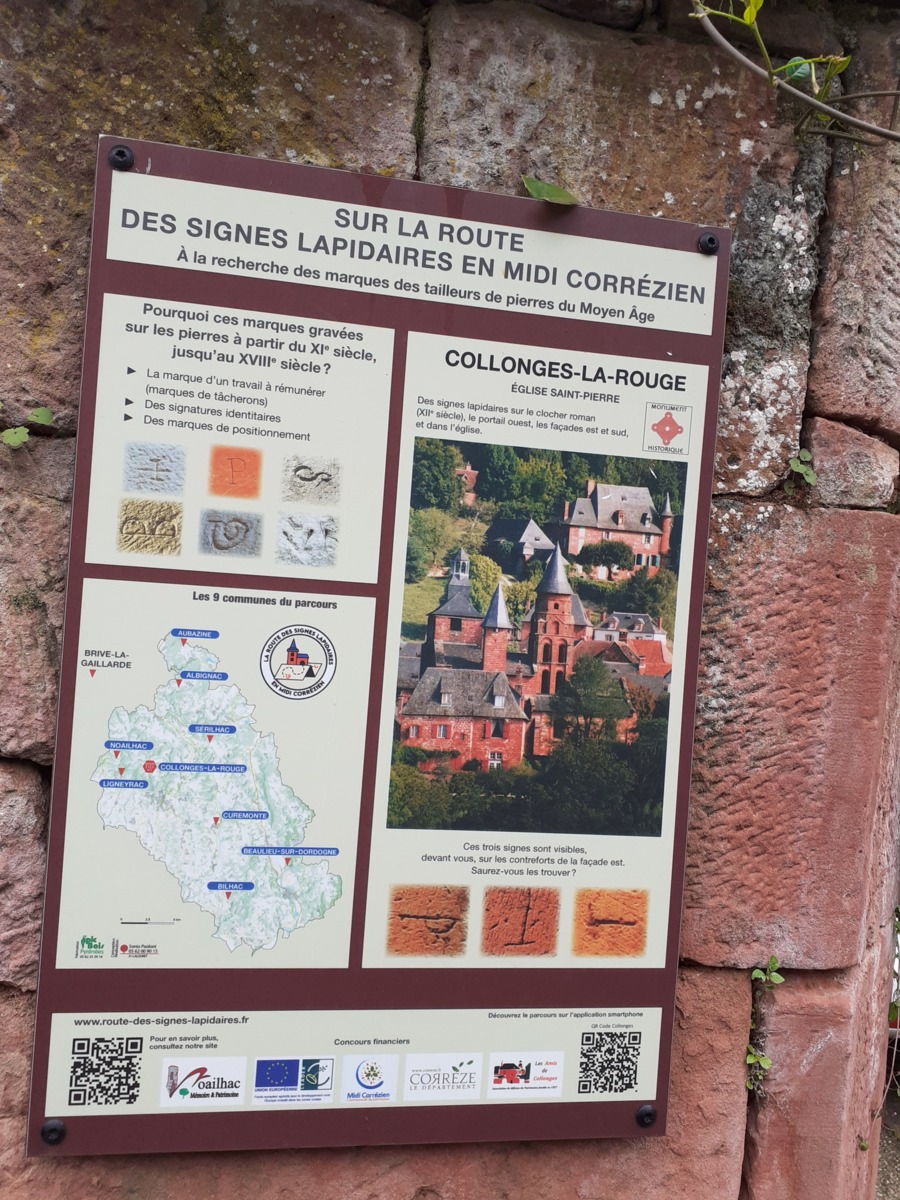 SUR LA ROUTE
DES SIGNES LAPIDAIRES EN MIDI CORRÉZIEN
À la recherche des marques des tailleurs de pierres du Moyen Âge
Pourquoi ces marques gravées
sur les pierres à partir du XIe siècle,
jusqu'au XVIIIe siècle ?
► La marque d'un travail à rémunérer
(marques de tâcherons)
► Des signatures identitaires
► Des marques de positionnement
Les 9 communes du parcours
LA ROUTE DES SIGNES LAPIDAIRES
EN MIDI CORRÉZIEN
AUBAZINE
BRIVE-LA-
GAILLARDE
ALBIGNAC
SÉRILHAC
NOAILHAC
COLLONGES-LA-ROUGE
LIGNEYRAC
CUREMONTE
BEAULIEU-SUR-DORDOGNE
BILHAC
COLLONGES-LA-ROUGE
ÉGLISE SAINT-PIERRE
Des signes lapidaires sur le clocher roman
(XIIe siècle), le portail ouest, les façades est et sud,
et dans l'église.
MONUMENT
HISTORIQUE
Ces trois signes sont visibles,
devant vous, sur les contreforts de la façade est.
Saurez-vous les trouver ?
www.route-des-signes-lapidaires.fr
Pour en savoir plus,
consultez notre site
Noailhac
Mémoire & Patrimoine
Concours financiers
UNION EUROPÉENNE
Midi Corrézien
www.correze.fr
CORRÈZE
LE DÉPARTEMENT
Les Amis
de
Collonges
Découvrez le parcours sur l'application smartphone
QR Code Collonges